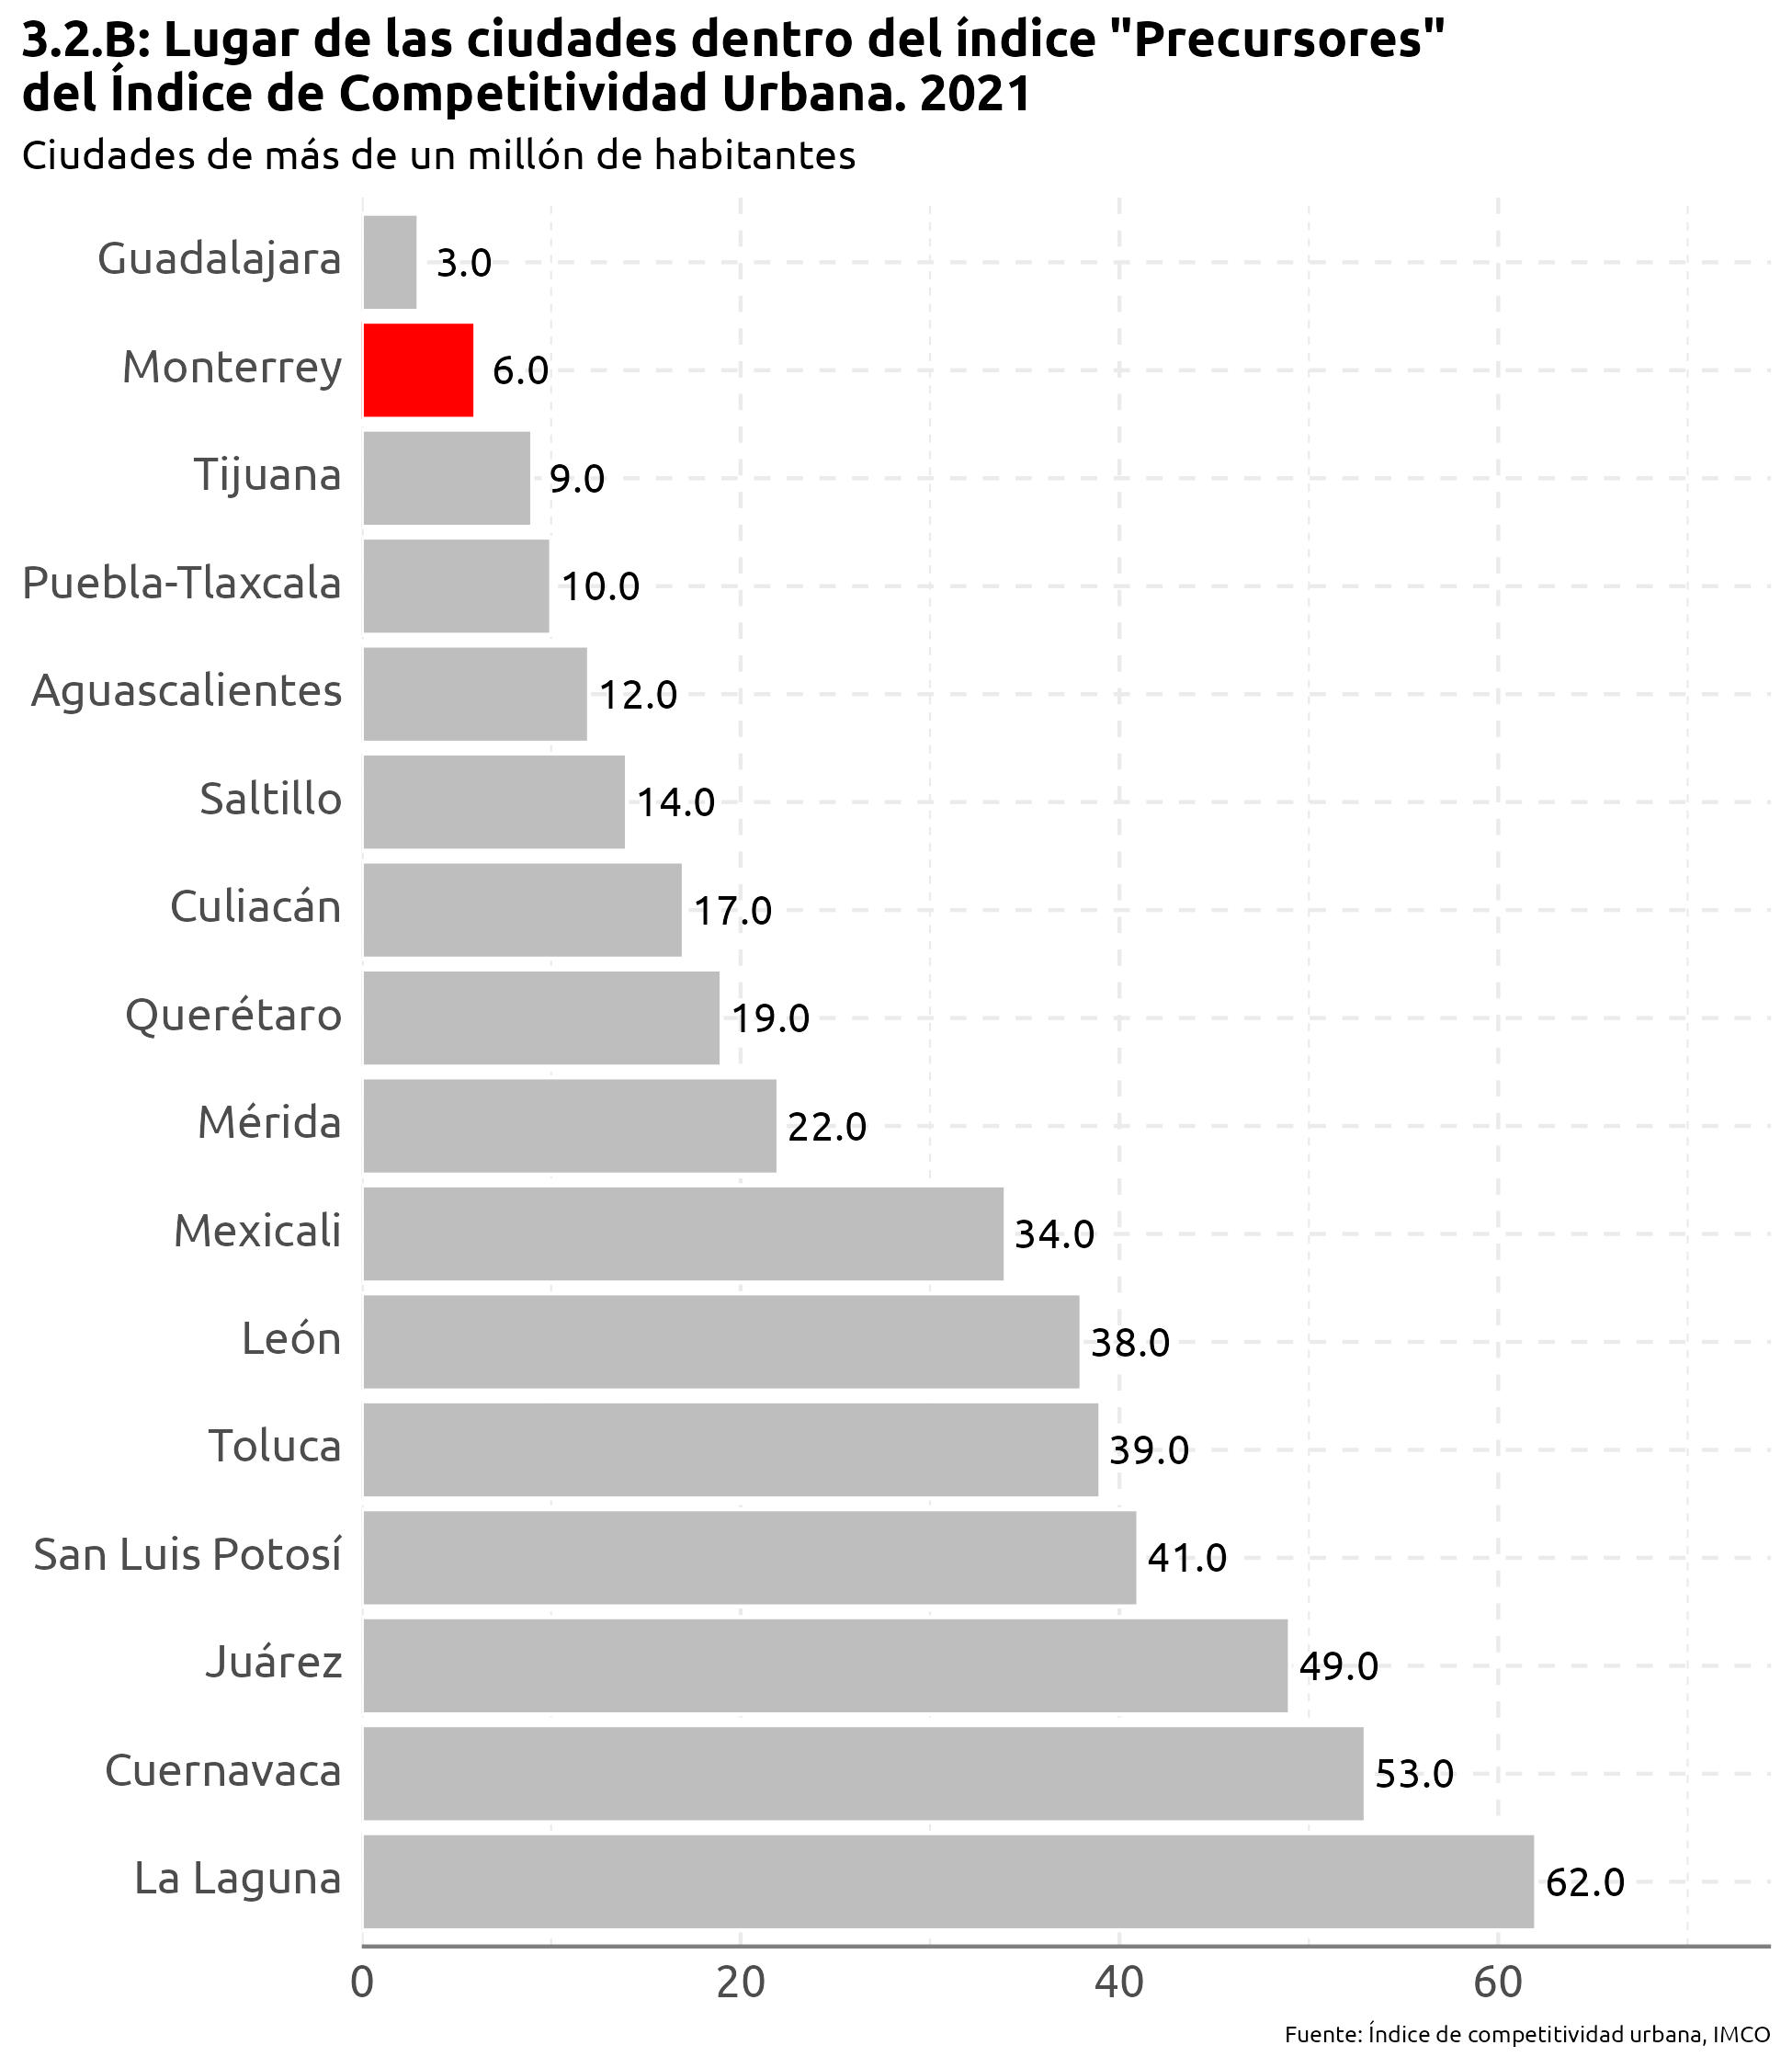 3.2.B: Lugar de las ciudades dentro del índice "Precursores"
del Índice de Competitividad Urbana. 2021
Ciudades de más de un millón de habitantes
Guadalajara 3.0
Monterrey 6.0
Tijuana 9.0
Puebla-Tlaxcala 10.0
Aguascalientes 12.0
Saltillo 14.0
Culiacán 17.0
Querétaro 19.0
Mérida 22.0
Mexicali 34.0
León 38.0
Toluca 39.0
San Luis Potosí 41.0
Juárez 49.0
Cuernavaca 53.0
La Laguna 62.0
0 20 40 60
Fuente: Índice de competitividad urbana, IMCO